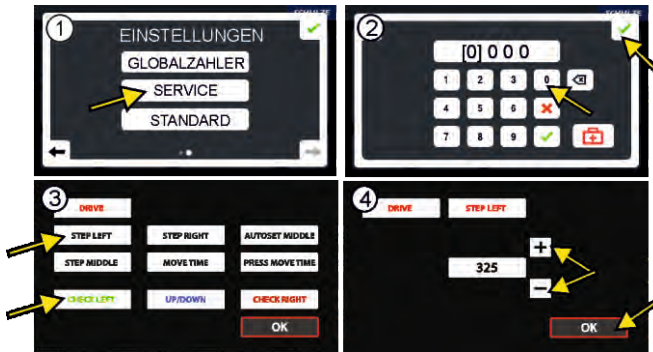 SCHULZE
1
EINSTELLUNGEN
GLOBALZAHLER
SERVICE
STANDARD
SCHULZE
2
[0] 0 0 0
1 2 3 0
4 5 6
7 8 9
3
DRIVE
STEP LEFT STEP RIGHT AUTOSET MIDDLE
STEP MIDDLE MOVE TIME PRESS MOVE TIME
CHECK LEFT UP/DOWN CHECK RIGHT
OK
4
DRIVE STEP LEFT
325
+
−
OK